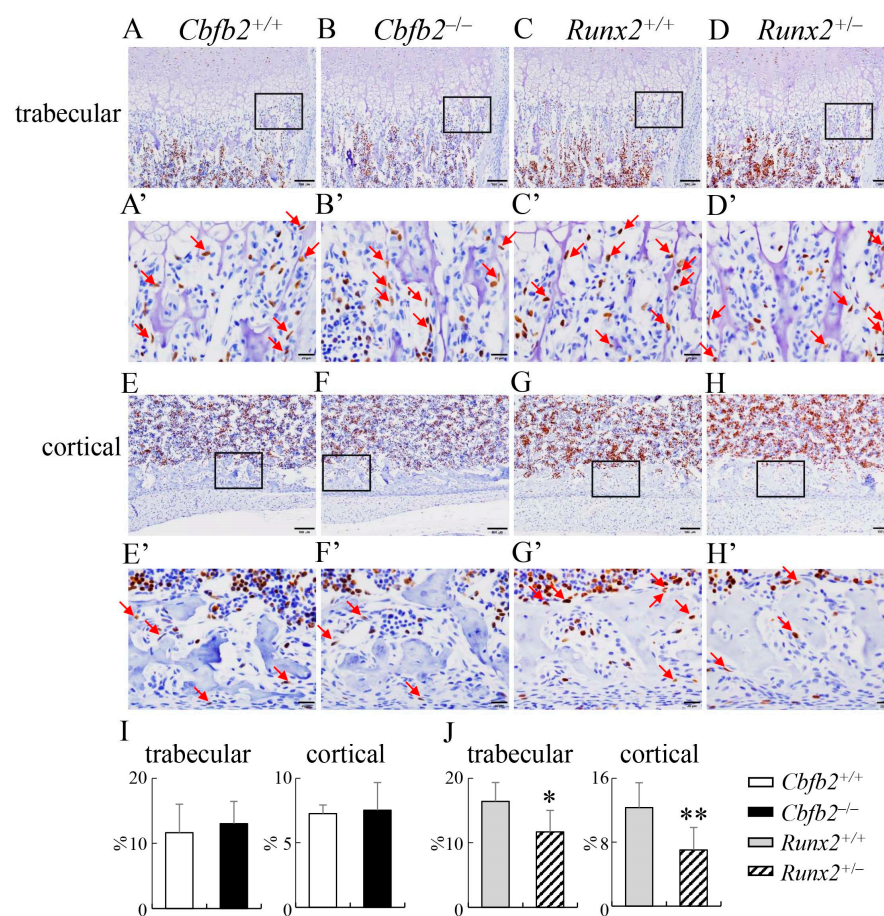 A Cbfb2+/+ B Cbfb2–/– C Runx2+/+ D Runx2+/–
trabecular
A’ B’ C’ D’
E F G H
cortical
E’ F’ G’ H’
I J
trabecular cortical trabecular cortical
20 8 20 16
* **
% 10 % 5 % 10 % 8
0 0 0 0
Cbfb2+/+
Cbfb2–/–
Runx2+/+
Runx2+/–